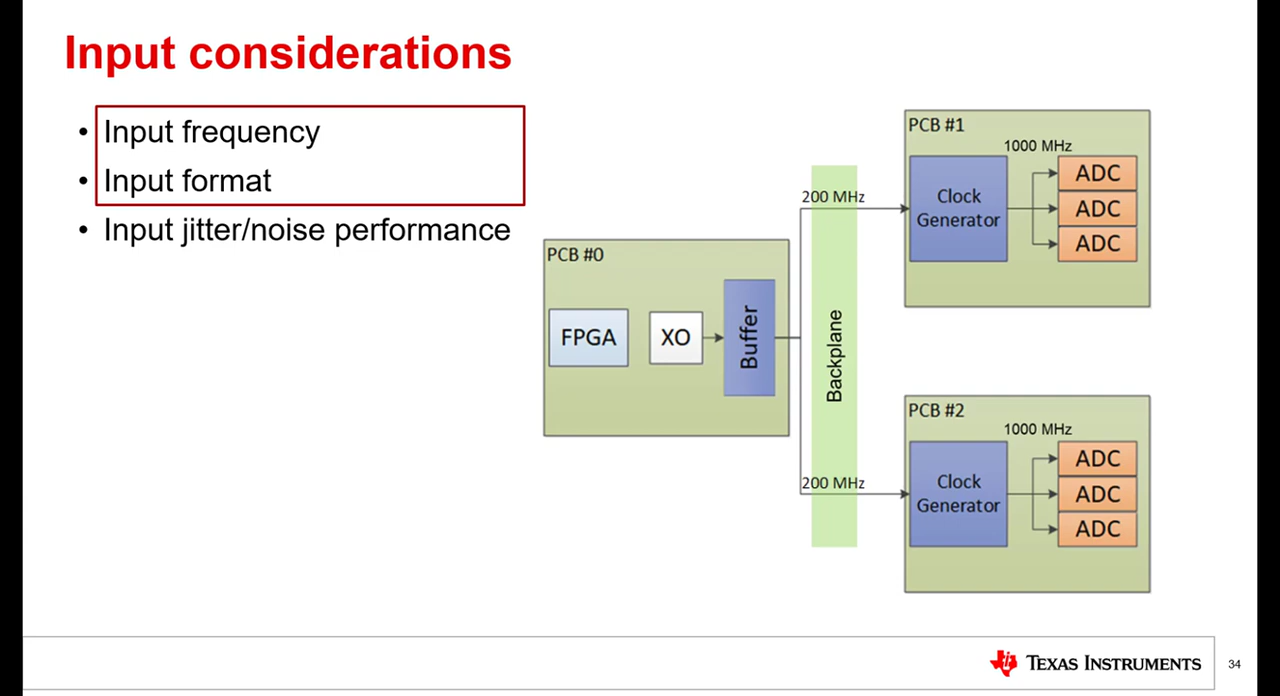 Input considerations
• Input frequency
• Input format
• Input jitter/noise performance
PCB #0
FPGA
XO
Buffer
Backplane
200 MHz
200 MHz
PCB #1
1000 MHz
Clock
Generator
ADC
ADC
ADC
PCB #2
1000 MHz
Clock
Generator
ADC
ADC
ADC
TEXAS INSTRUMENTS
34